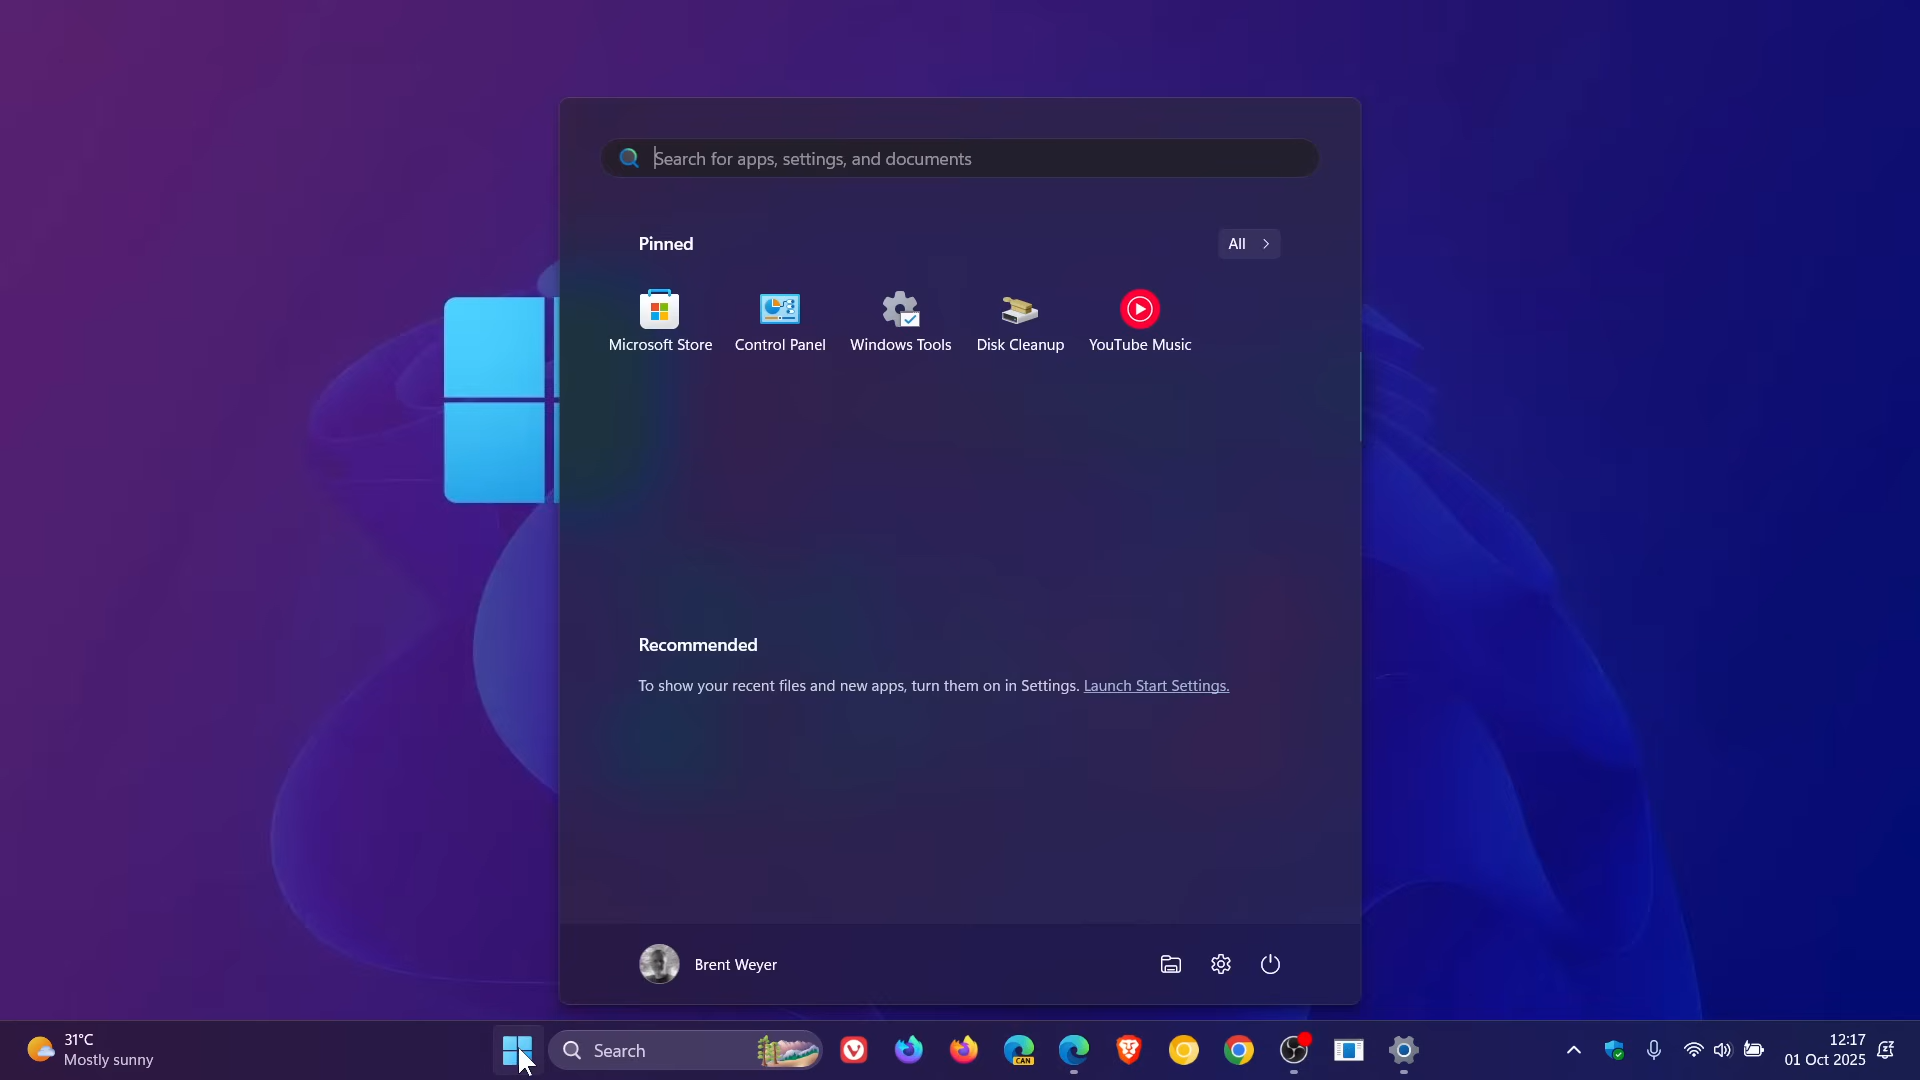 Search for apps, settings, and documents
Pinned
All
Microsoft Store
Control Panel
Windows Tools
Disk Cleanup
YouTube Music
Recommended
To show your recent files and new apps, turn them on in Settings. Launch Start Settings.
Brent Weyer
31°C
Mostly sunny
Search
CAN
12:17
01 Oct 2025